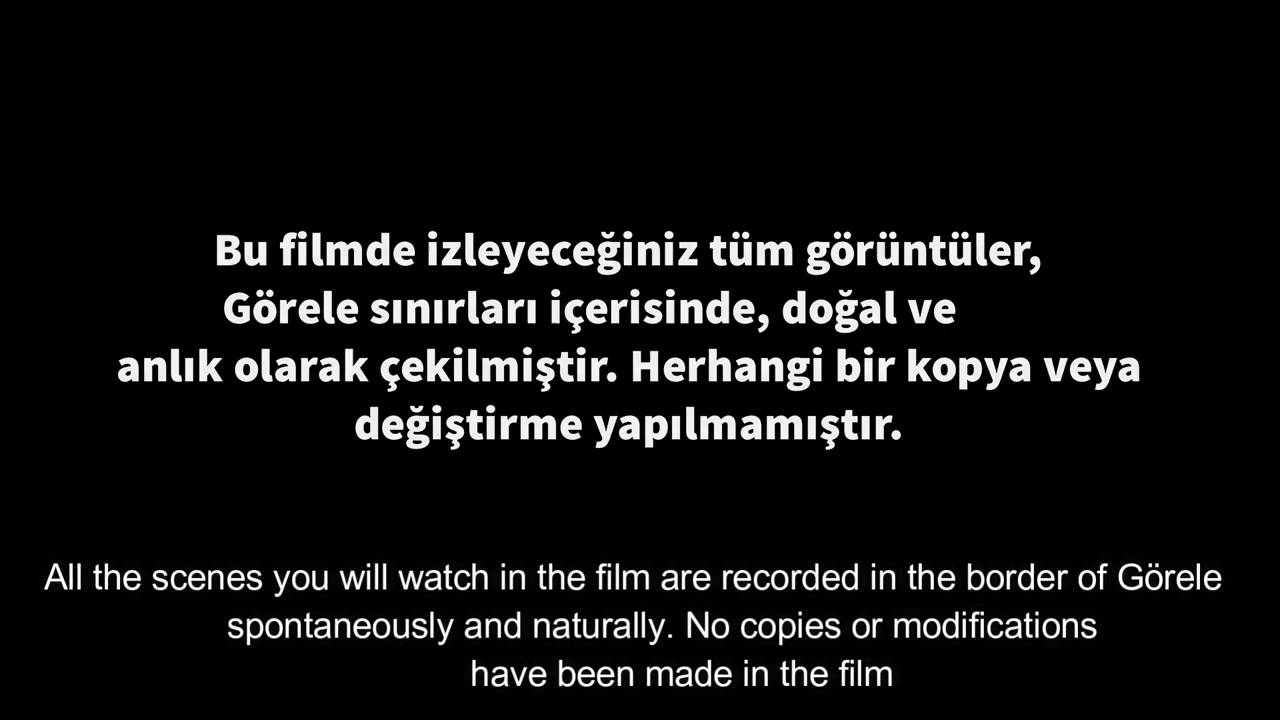 Bu filmde izleyeceğiniz tüm görüntüler,
Görele sınırları içerisinde, doğal ve
anlık olarak çekilmiştir. Herhangi bir kopya veya
değiştirme yapılmamıştır.
All the scenes you will watch in the film are recorded in the border of Görele
spontaneously and naturally. No copies or modifications
have been made in the film